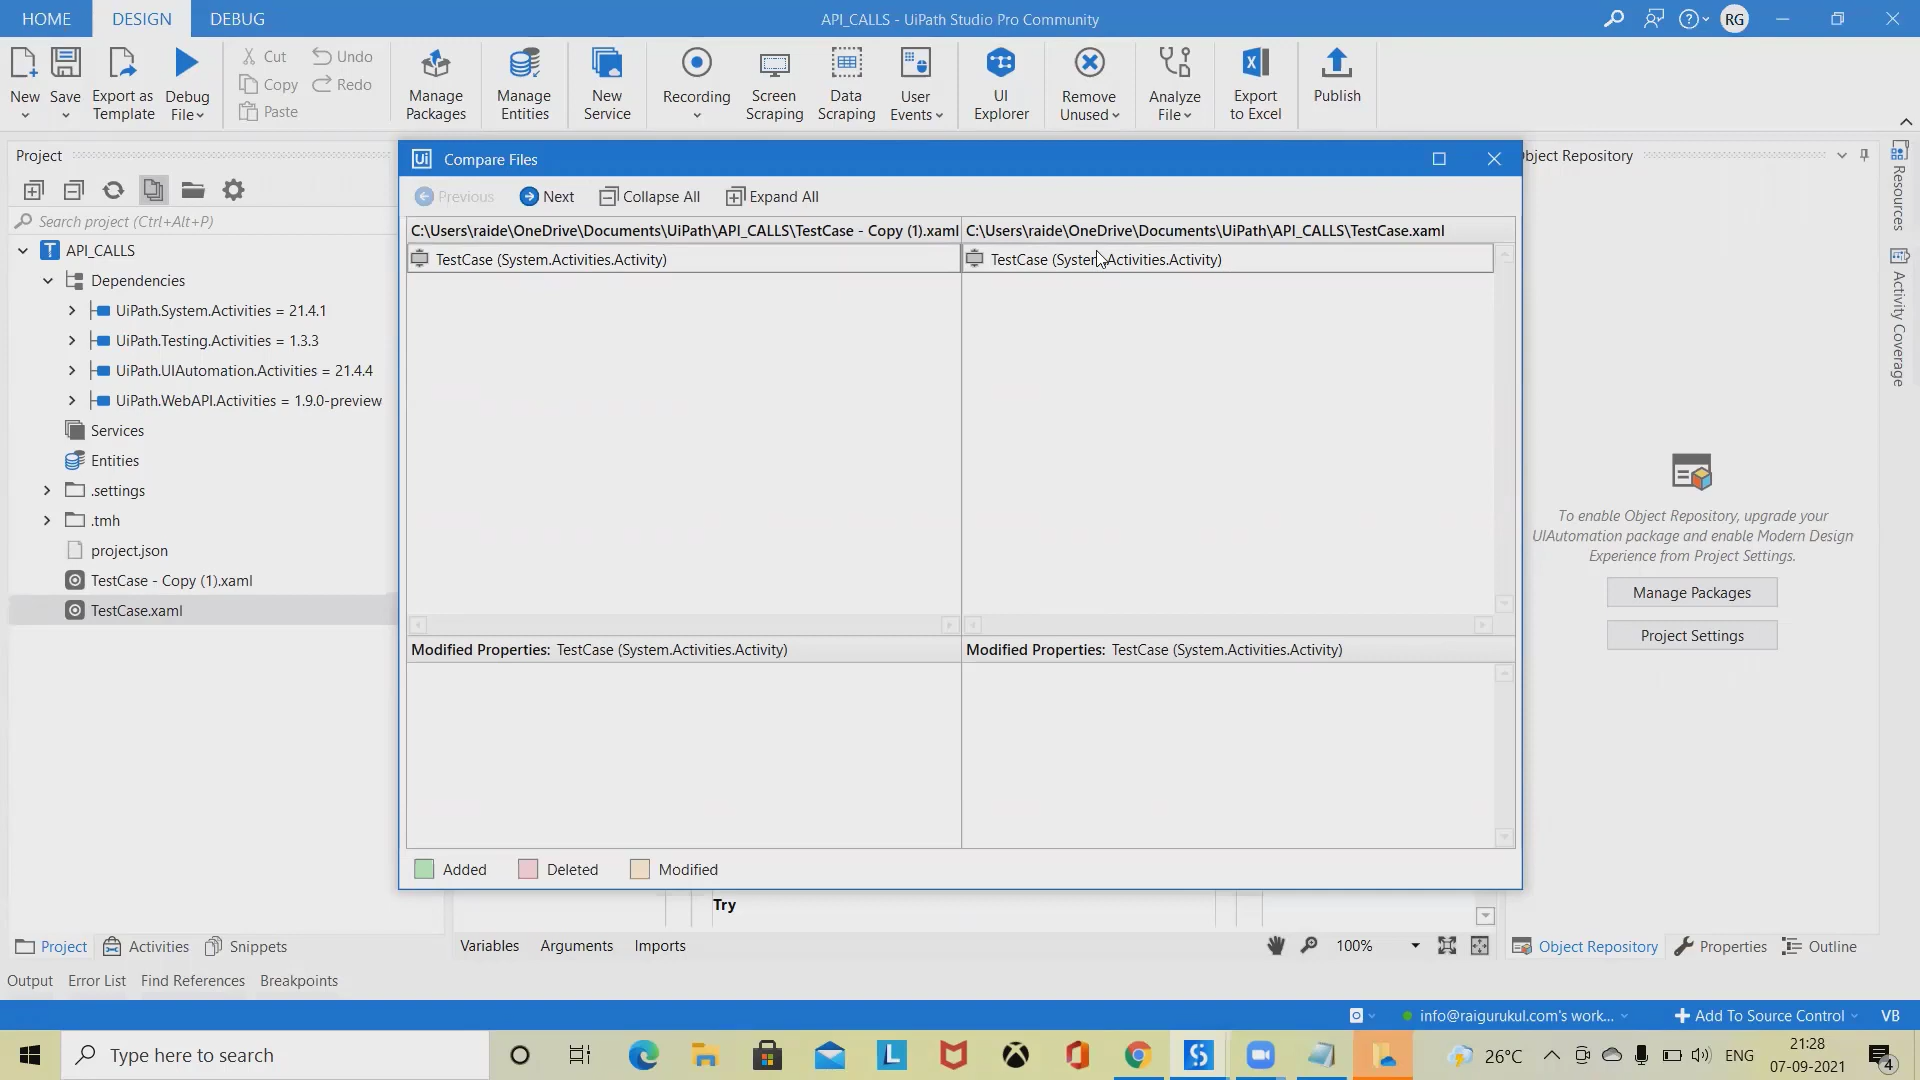 HOME
DESIGN
DEBUG
API_CALLS - UiPath Studio Pro Community
RG
New
Save
Export as
Template
Debug
File
Cut
Copy
Paste
Undo
Redo
Manage
Packages
Manage
Entities
New
Service
Recording
Screen
Scraping
Data
Scraping
User
Events
UI
Explorer
Remove
Unused
Analyze
File
Export
to Excel
Publish
Project
Search project (Ctrl+Alt+P)
API_CALLS
Dependencies
UiPath.System.Activities = 21.4.1
UiPath.Testing.Activities = 1.3.3
UiPath.UIAutomation.Activities = 21.4.4
UiPath.WebAPI.Activities = 1.9.0-preview
Services
Entities
.settings
.tmh
project.json
TestCase - Copy (1).xaml
TestCase.xaml
Ui Compare Files
Previous
Next
Collapse All
Expand All
C:\Users\raide\OneDrive\Documents\UiPath\API_CALLS\TestCase - Copy (1).xaml
C:\Users\raide\OneDrive\Documents\UiPath\API_CALLS\TestCase.xaml
TestCase (System.Activities.Activity)
TestCase (System.Activities.Activity)
Modified Properties: TestCase (System.Activities.Activity)
Modified Properties: TestCase (System.Activities.Activity)
Added
Deleted
Modified
Try
bject Repository
To enable Object Repository, upgrade your
UIAutomation package and enable Modern Design
Experience from Project Settings.
Manage Packages
Project Settings
Resources
Activity Coverage
Project
Activities
Snippets
Variables
Arguments
Imports
100%
Object Repository
Properties
Outline
Output
Error List
Find References
Breakpoints
info@raigurukul.com's work...
Add To Source Control
VB
Type here to search
26°C
ENG
21:28
07-09-2021
4